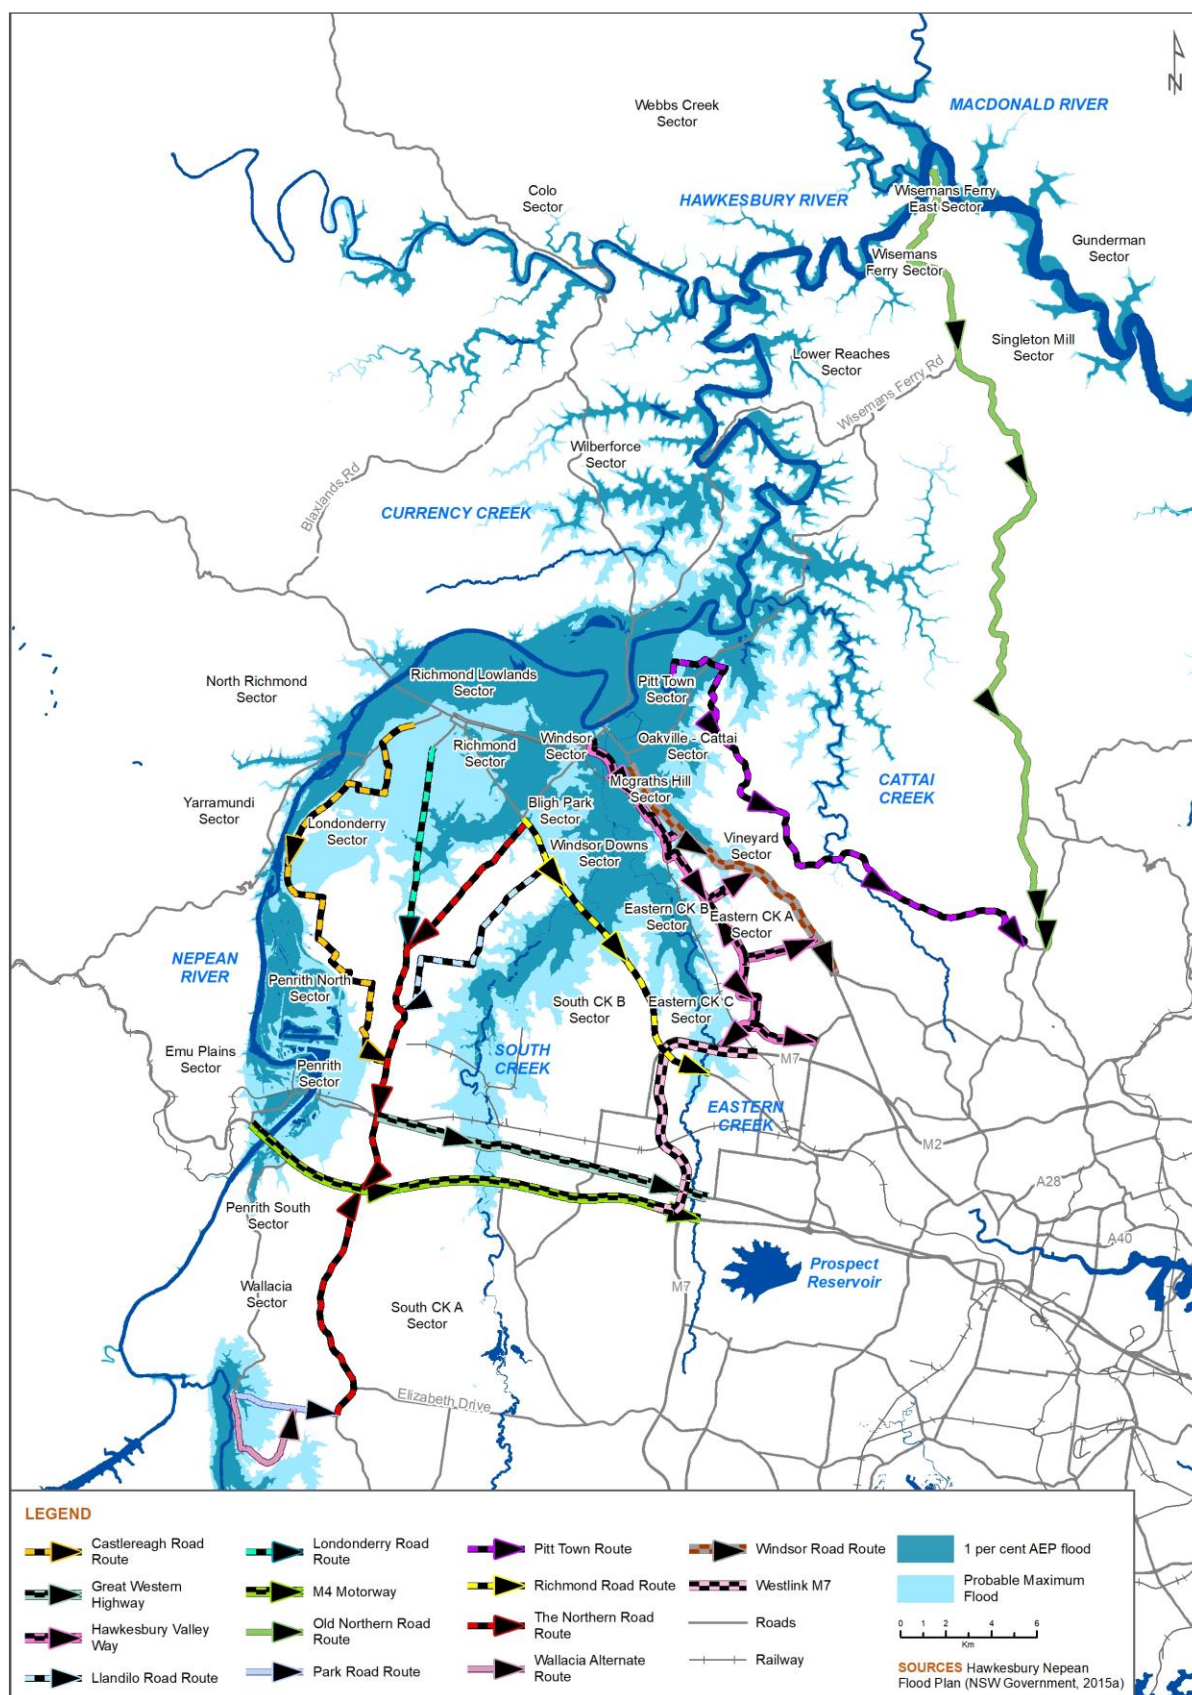 N
Webbs Creek
Sector
MACDONALD RIVER
Colo
Sector
HAWKESBURY RIVER
Wisemans Ferry
East Sector
Wisemans
Ferry Sector
Gunderman
Sector
Singleton Mill
Sector
Lower Reaches
Sector
Wisemans Ferry Rd
Wilberforce
Sector
Blaxlands Rd
CURRENCY CREEK
North Richmond
Sector
Richmond Lowlands
Sector
Pitt Town
Sector
Richmond
Sector
Windsor
Sector
Oakville - Cattai
Sector
Mcgraths Hill
Sector
CATTAI
CREEK
Yarramundi
Sector
Londonderry
Sector
Bligh Park
Sector
Windsor Downs
Sector
Vineyard
Sector
Eastern CK B
Sector
Eastern CK A
Sector
NEPEAN
RIVER
Penrith North
Sector
South CK B
Sector
Eastern CK C
Sector
Emu Plains
Sector
Penrith
Sector
SOUTH
CREEK
M7
EASTERN
CREEK
M2
A28
A40
Penrith South
Sector
Prospect
Reservoir
Wallacia
Sector
South CK A
Sector
M7
Elizabeth Drive
LEGEND
Castlereagh Road
Route
Great Western
Highway
Hawkesbury Valley
Way
Llandilo Road Route
Londonderry Road
Route
M4 Motorway
Old Northern Road
Route
Park Road Route
Pitt Town Route
Richmond Road Route
The Northern Road
Route
Wallacia Alternate
Route
Windsor Road Route
Westlink M7
Roads
Railway
1 per cent AEP flood
Probable Maximum
Flood
0 2 4 6
Km
SOURCES Hawkesbury Nepean
Flood Plan (NSW Government, 2015a)